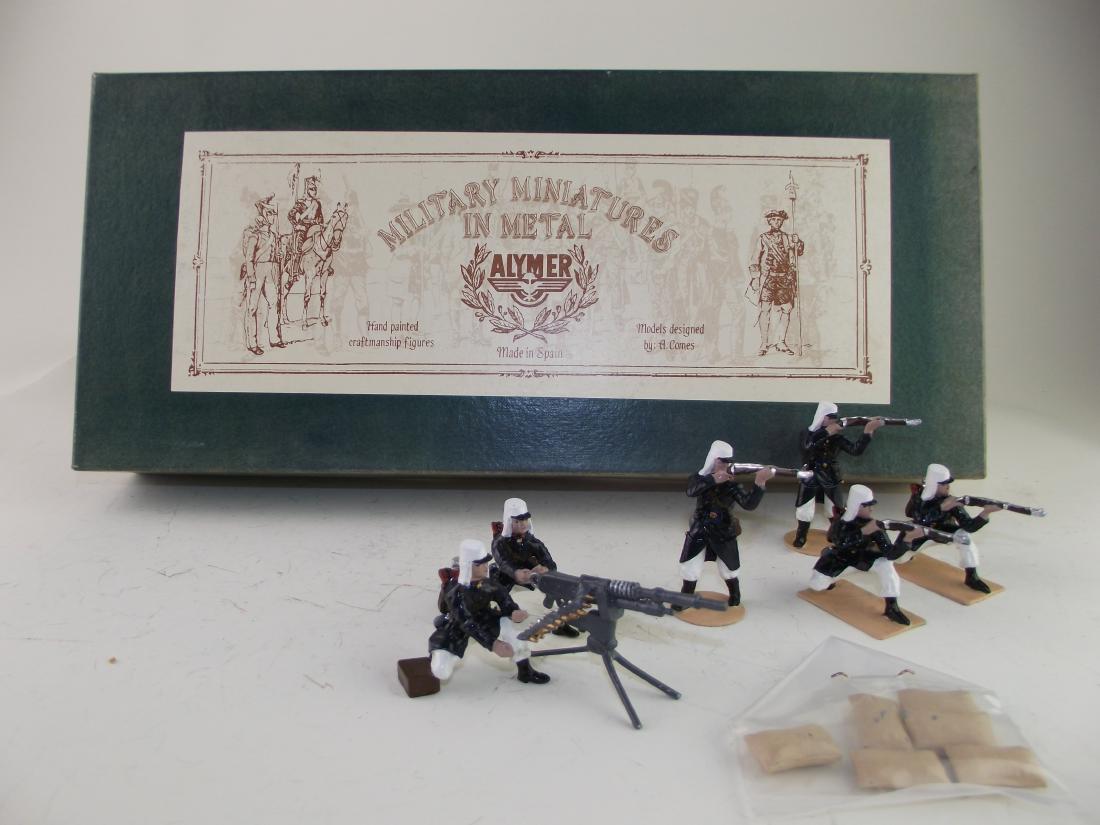 MILITARY MINIATURES
IN METAL
ALYMER
Hand painted
craftmanship figures
Made in Spain
Models designed
by: A. Comes